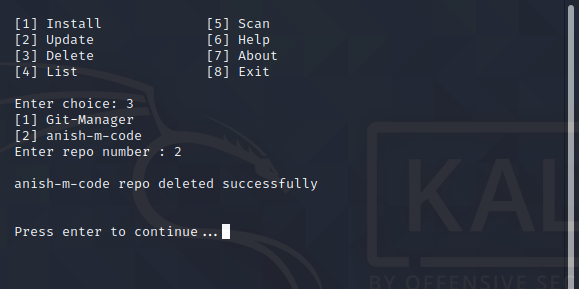 [1] Install [5] Scan
[2] Update [6] Help
[3] Delete [7] About
[4] List [8] Exit
Enter choice: 3
[1] Git-Manager
[2] anish-m-code
Enter repo number : 2
anish-m-code repo deleted successfully
Press enter to continue...
KAL
BY OFFENSIVE SEC